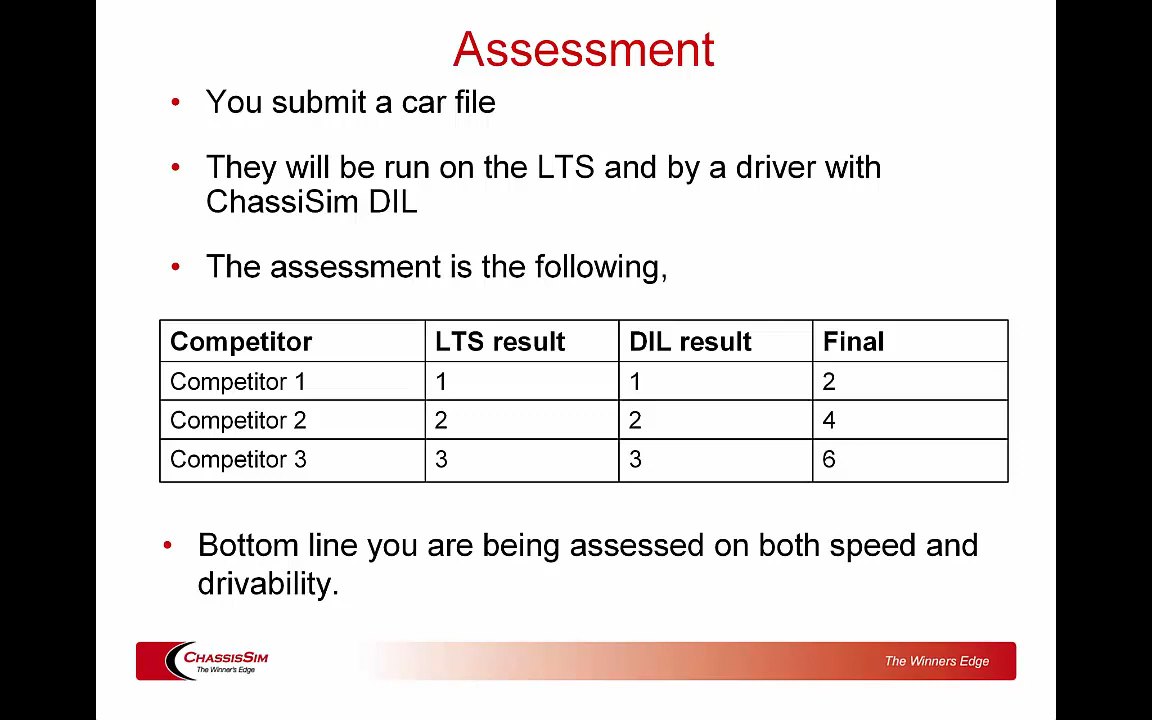 Assessment
• You submit a car file
• They will be run on the LTS and by a driver with
ChassiSim DIL
• The assessment is the following,
Competitor LTS result DIL result Final
Competitor 1 1 1 2
Competitor 2 2 2 4
Competitor 3 3 3 6
• Bottom line you are being assessed on both speed and
drivability.
CHASSISSIM
The Winner's Edge
The Winners Edge